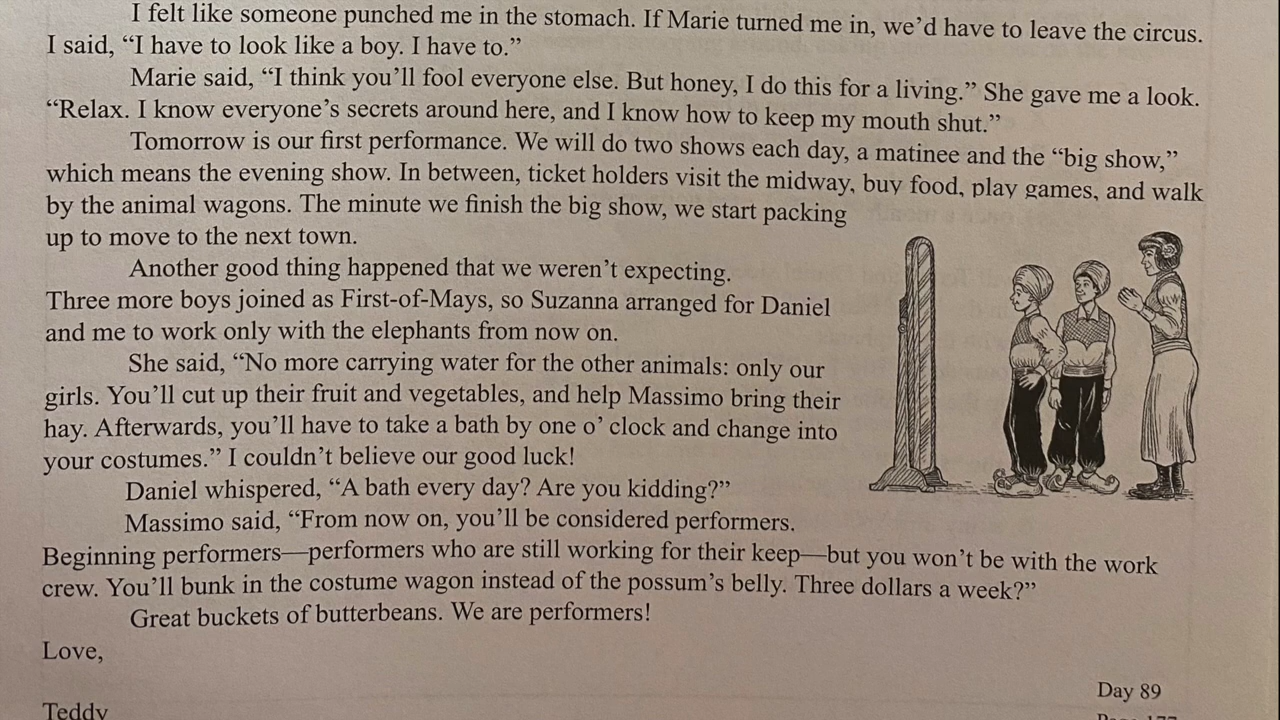 I felt like someone punched me in the stomach. If Marie turned me in, we’d have to leave the circus.
I said, “I have to look like a boy. I have to.”
Marie said, “I think you’ll fool everyone else. But honey, I do this for a living.” She gave me a look.
“Relax. I know everyone’s secrets around here, and I know how to keep my mouth shut.”
Tomorrow is our first performance. We will do two shows each day, a matinee and the “big show,”
which means the evening show. In between, ticket holders visit the midway, buy food, play games, and walk
by the animal wagons. The minute we finish the big show, we start packing
up to move to the next town.
Another good thing happened that we weren’t expecting.
Three more boys joined as First-of-Mays, so Suzanna arranged for Daniel
and me to work only with the elephants from now on.
She said, “No more carrying water for the other animals: only our
girls. You’ll cut up their fruit and vegetables, and help Massimo bring their
hay. Afterwards, you’ll have to take a bath by one o’ clock and change into
your costumes.” I couldn’t believe our good luck!
Daniel whispered, “A bath every day? Are you kidding?”
Massimo said, “From now on, you’ll be considered performers.
Beginning performers—performers who are still working for their keep—but you won’t be with the work
crew. You’ll bunk in the costume wagon instead of the possum’s belly. Three dollars a week?”
Great buckets of butterbeans. We are performers!
Love,
Day 89
Page 177
Teddy